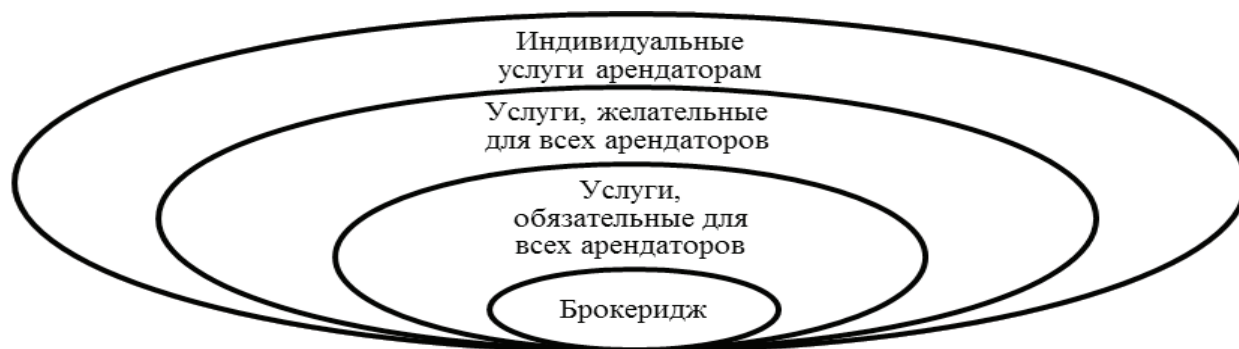 Индивидуальные
услуги арендаторам
Услуги, желательные
для всех арендаторов
Услуги,
обязательные для
всех арендаторов
Брокеридж